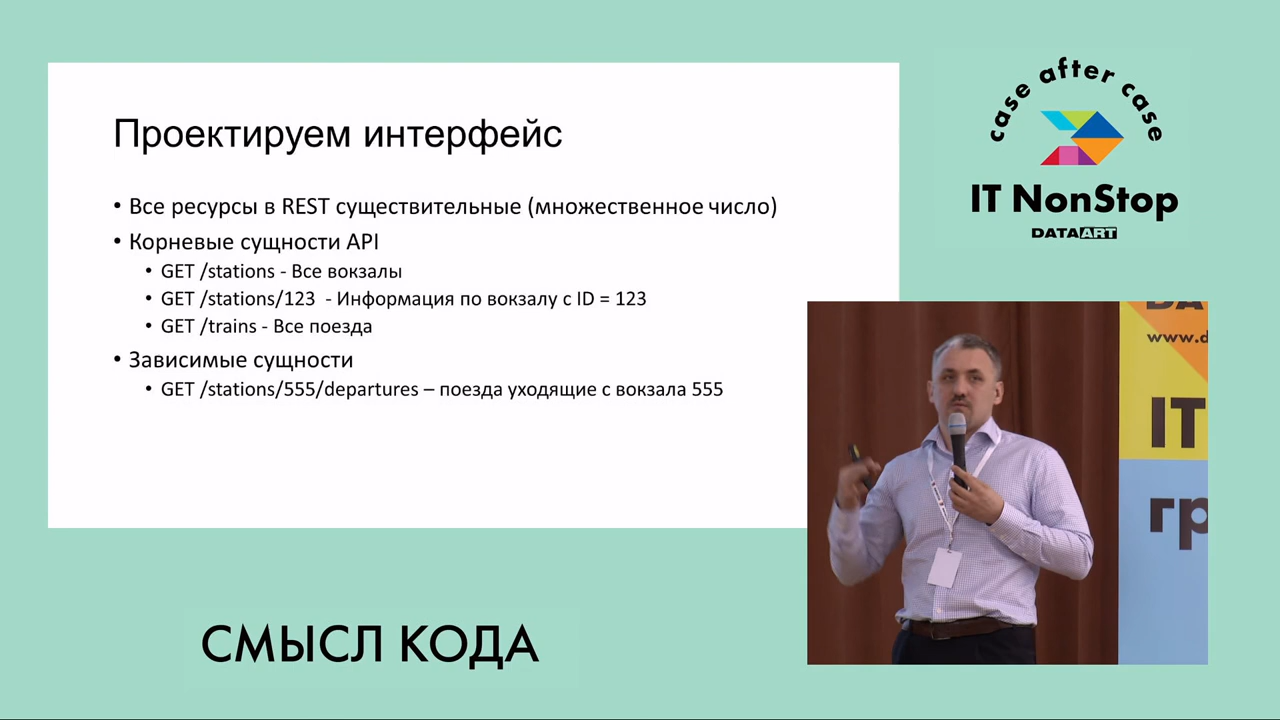 Проектируем интерфейс
• Все ресурсы в REST существительные (множественное число)
• Корневые сущности API
• GET /stations - Все вокзалы
• GET /stations/123 - Информация по вокзалу с ID = 123
• GET /trains - Все поезда
• Зависимые сущности
• GET /stations/555/departures – поезда уходящие с вокзала 555
case after case
IT NonStop
DATAART
DA
www.d
IT
гр
СМЫСЛ КОДА